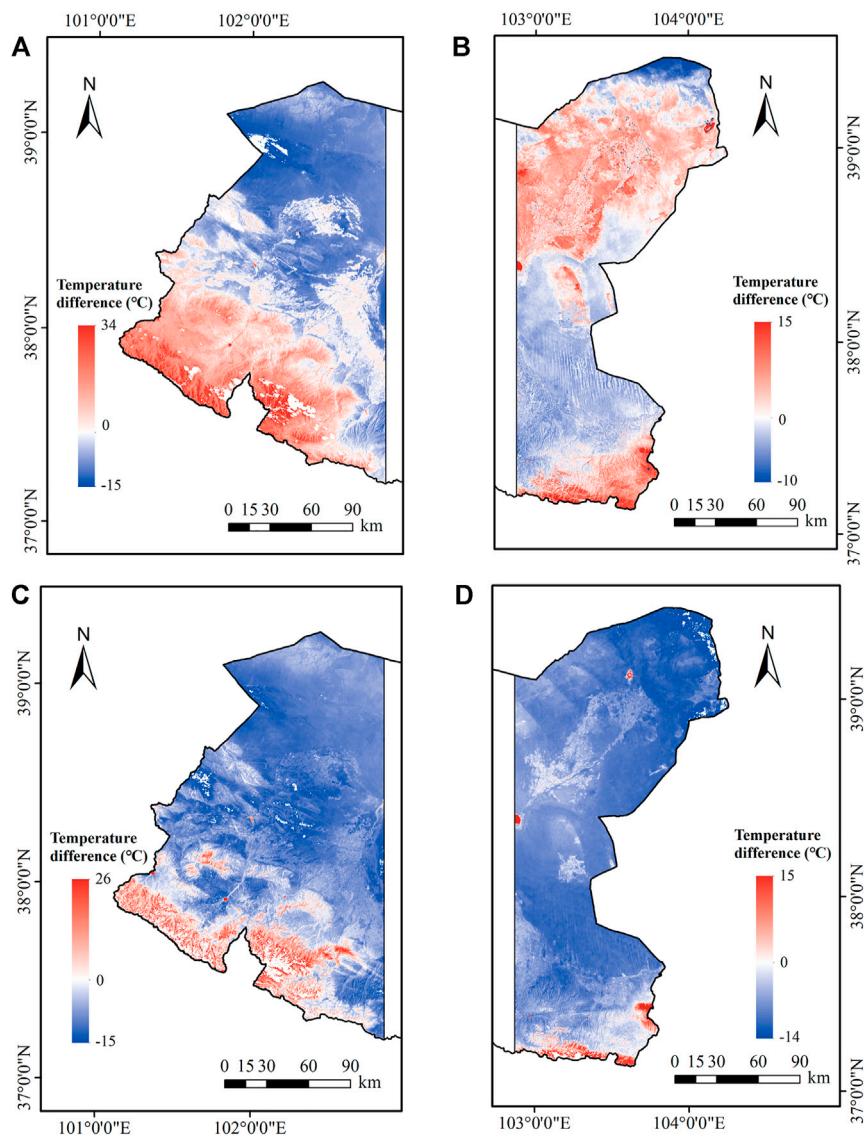 101°0'0"E 102°0'0"E 103°0'0"E 104°0'0"E
A
N
39°0'0"N
38°0'0"N
37°0'0"N
Temperature
difference (°C)
34
0
-15
0 15 30 60 90
km
B
N
39°0'0"N
38°0'0"N
37°0'0"N
Temperature
difference (°C)
15
0
-10
0 15 30 60 90
km
C
N
39°0'0"N
38°0'0"N
37°0'0"N
Temperature
difference (°C)
26
0
-15
0 15 30 60 90
km
D
N
39°0'0"N
38°0'0"N
37°0'0"N
Temperature
difference (°C)
15
0
-14
0 15 30 60 90
km
101°0'0"E 102°0'0"E 103°0'0"E 104°0'0"E